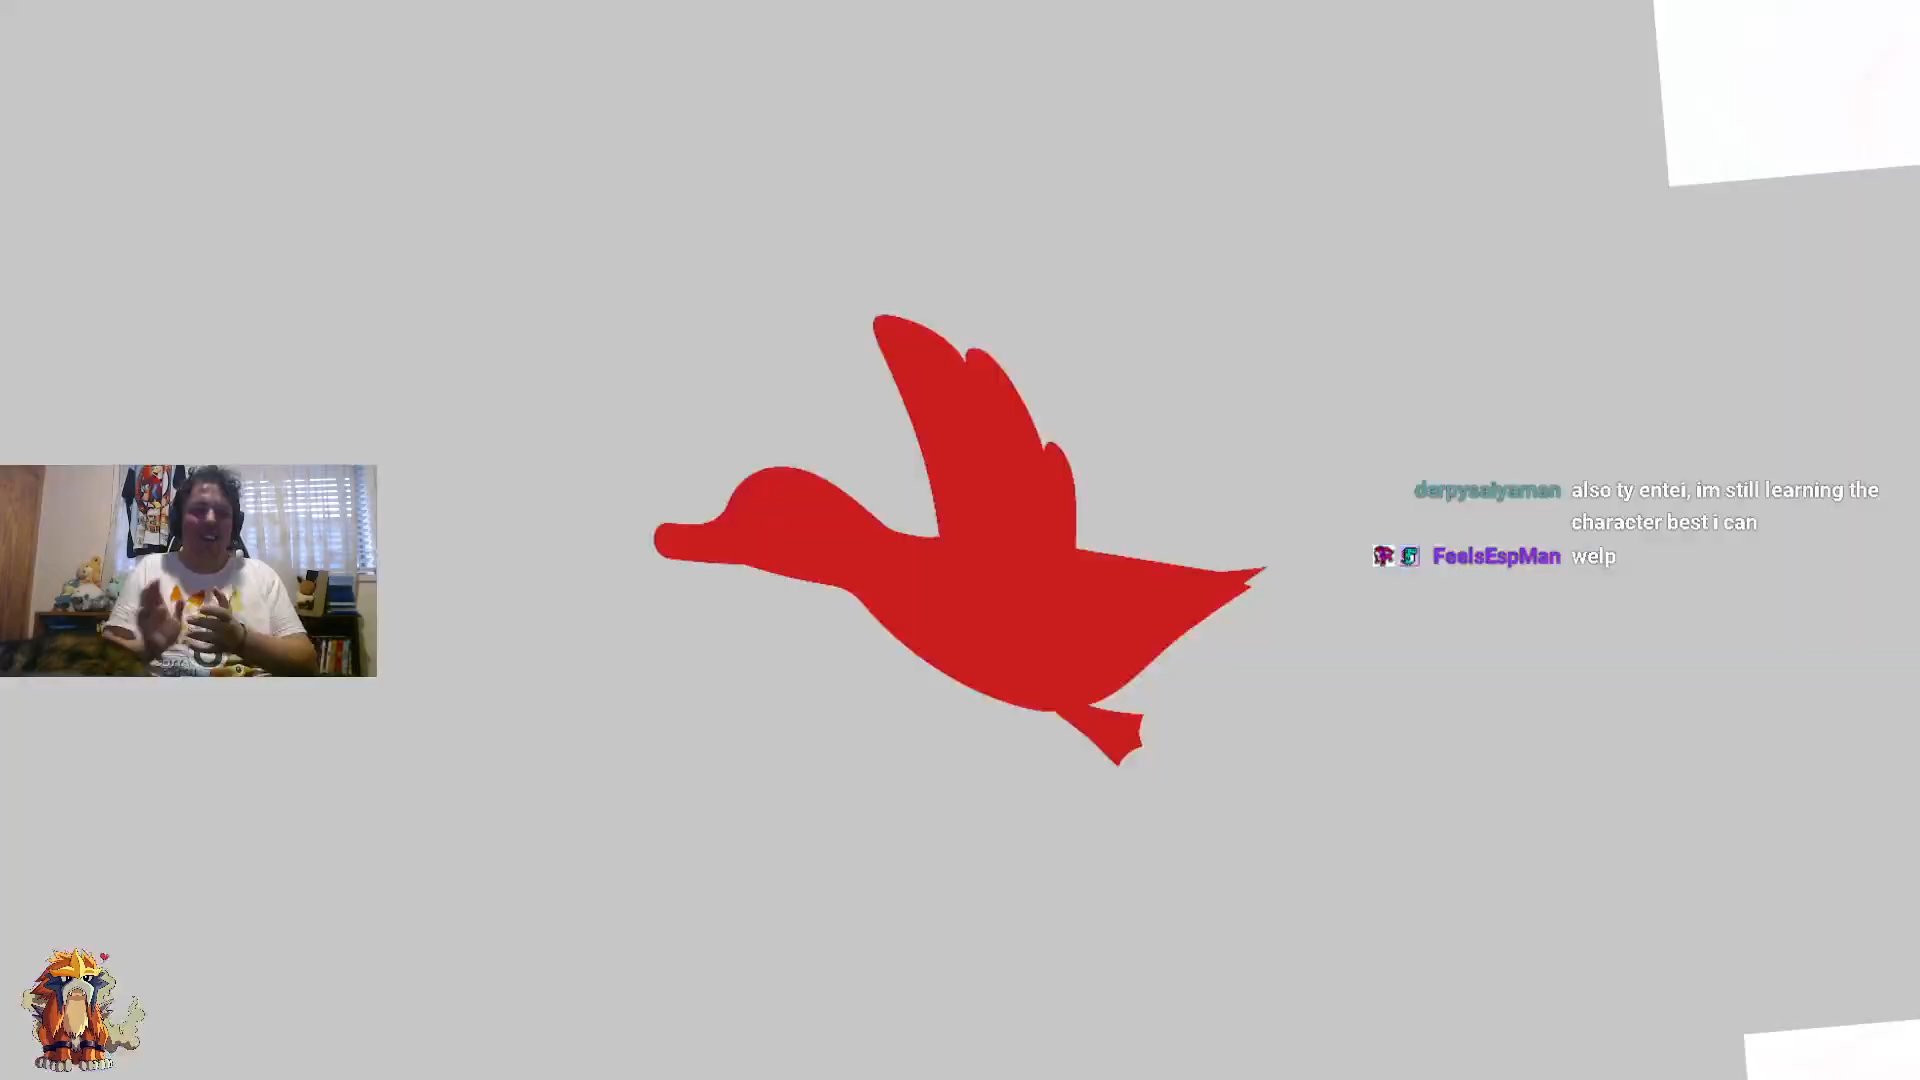 derpysaiyaman also ty entei, im still learning the
character best i can
FeelsEspMan welp